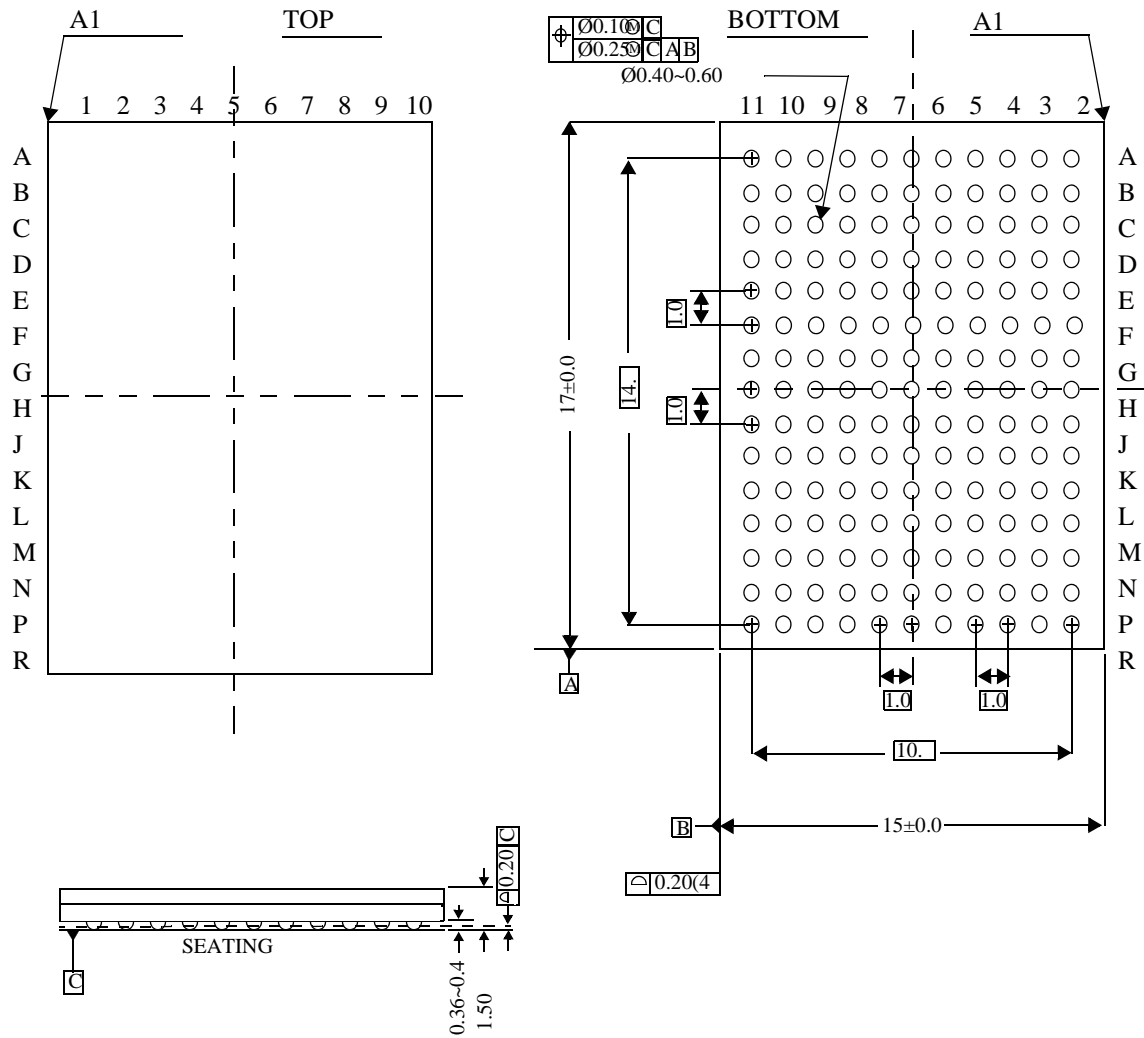 A1
TOP
Ø0.10Ⓜ C
Ø0.25Ⓜ C A B
BOTTOM
A1
Ø0.40~0.60
1 2 3 4 5 6 7 8 9 10
11 10 9 8 7 6 5 4 3 2
A
B
C
D
E
F
G
H
J
K
L
M
N
P
R
17±0.0
14.
1.0
1.0
A
B
C
D
E
F
G
H
J
K
L
M
N
P
R
A
1.0
1.0
10.
B
15±0.0
0.20(4
0.20 C
SEATING
C
0.36~0.4
1.50